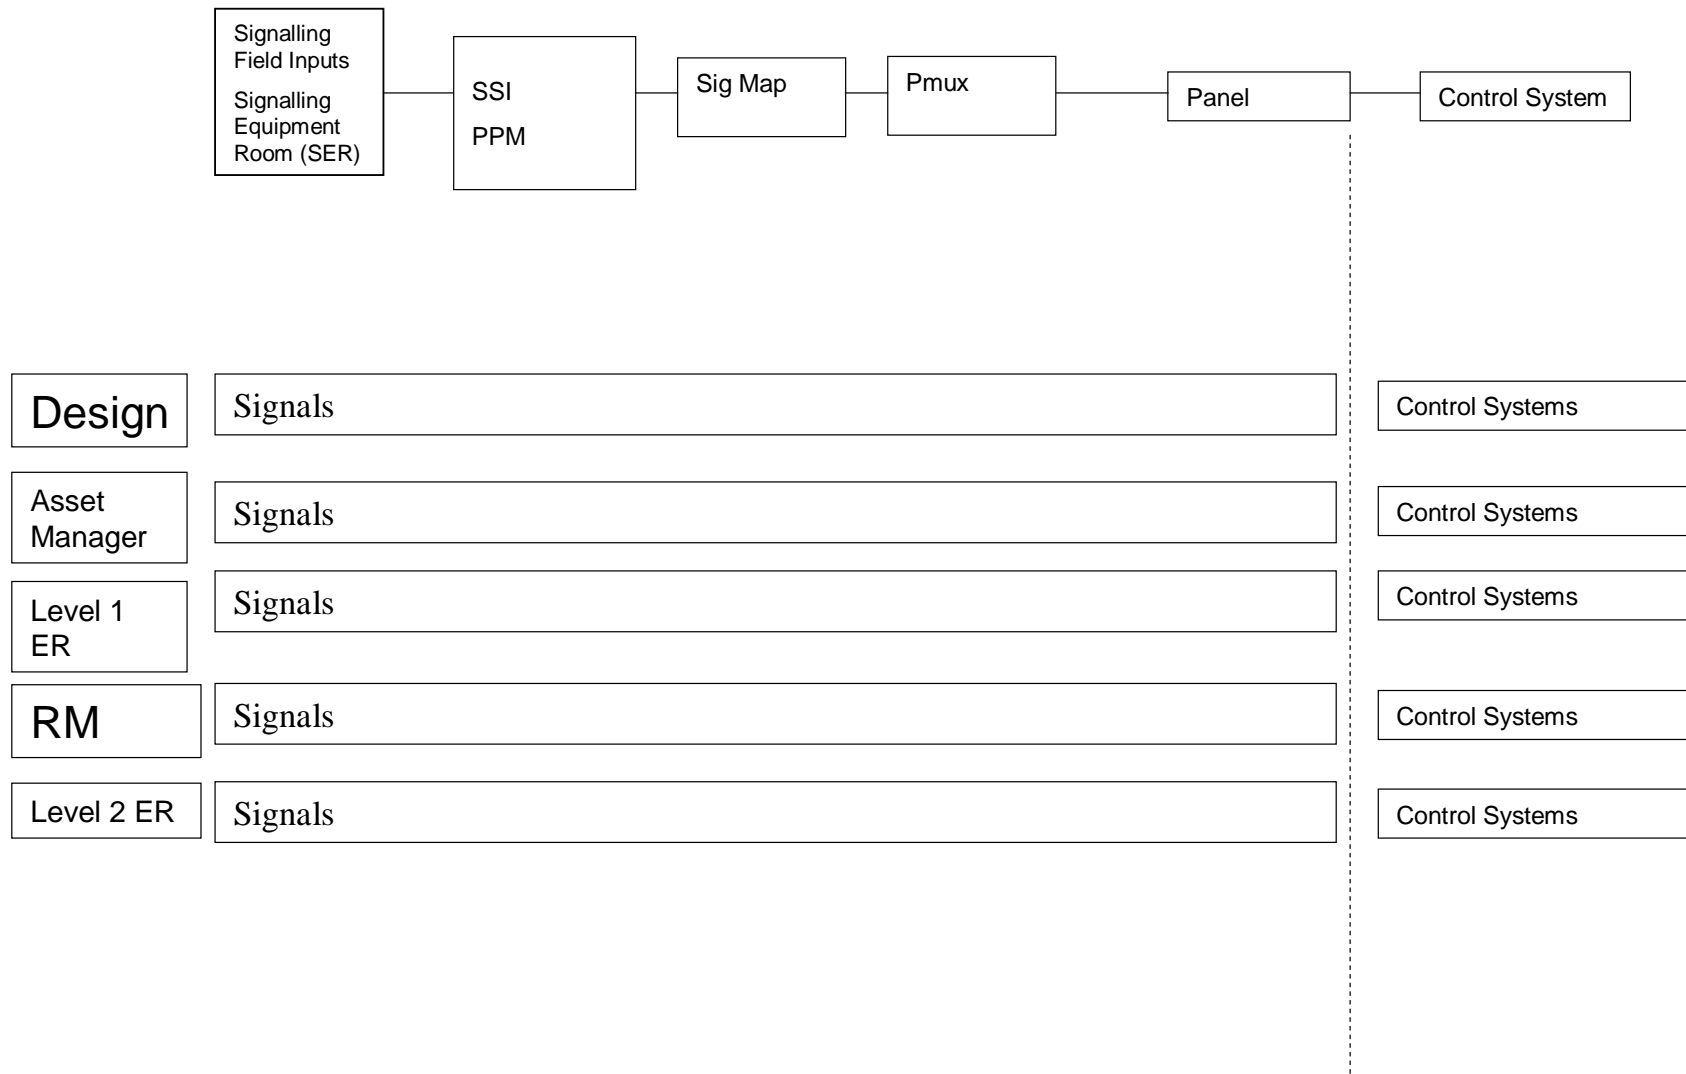 Signalling
Field Inputs
Signalling
Equipment
Room (SER)
SSI
PPM
Sig Map
Pmux
Panel
Control System
Design
Signals
Control Systems
Asset
Manager
Signals
Control Systems
Level 1
ER
Signals
Control Systems
RM
Signals
Control Systems
Level 2 ER
Signals
Control Systems